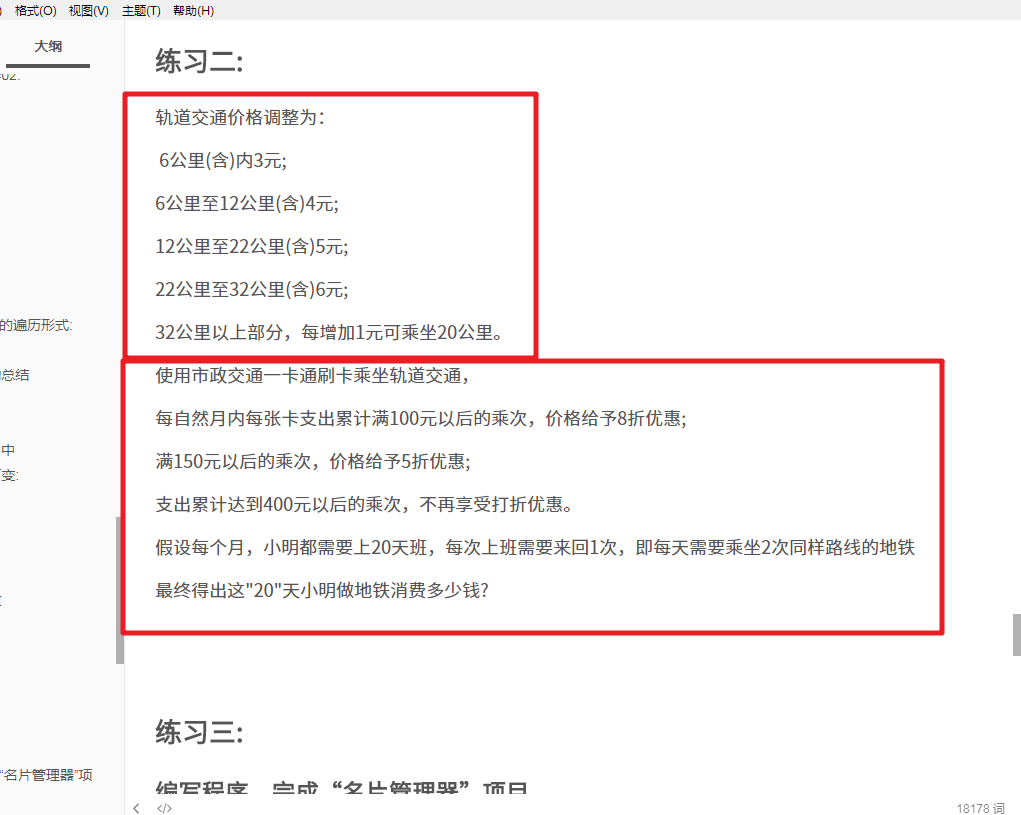 格式(O) 视图(V) 主题(T) 帮助(H)
大纲
练习二:
轨道交通价格调整为：
6公里(含)内3元;
6公里至12公里(含)4元;
12公里至22公里(含)5元;
22公里至32公里(含)6元;
32公里以上部分，每增加1元可乘坐20公里。
的遍历形式:
总结
使用市政交通一卡通刷卡乘坐轨道交通，
每自然月内每张卡支出累计满100元以后的乘次，价格给予8折优惠;
中
满150元以后的乘次，价格给予5折优惠;
变:
支出累计达到400元以后的乘次，不再享受打折优惠。
假设每个月，小明都需要上20天班，每次上班需要来回1次，即每天需要乘坐2次同样路线的地铁
最终得出这"20"天小明做地铁消费多少钱?
练习三:
“名片管理器”项
编写程序，完成“名片管理器”项目
</> 18178 词